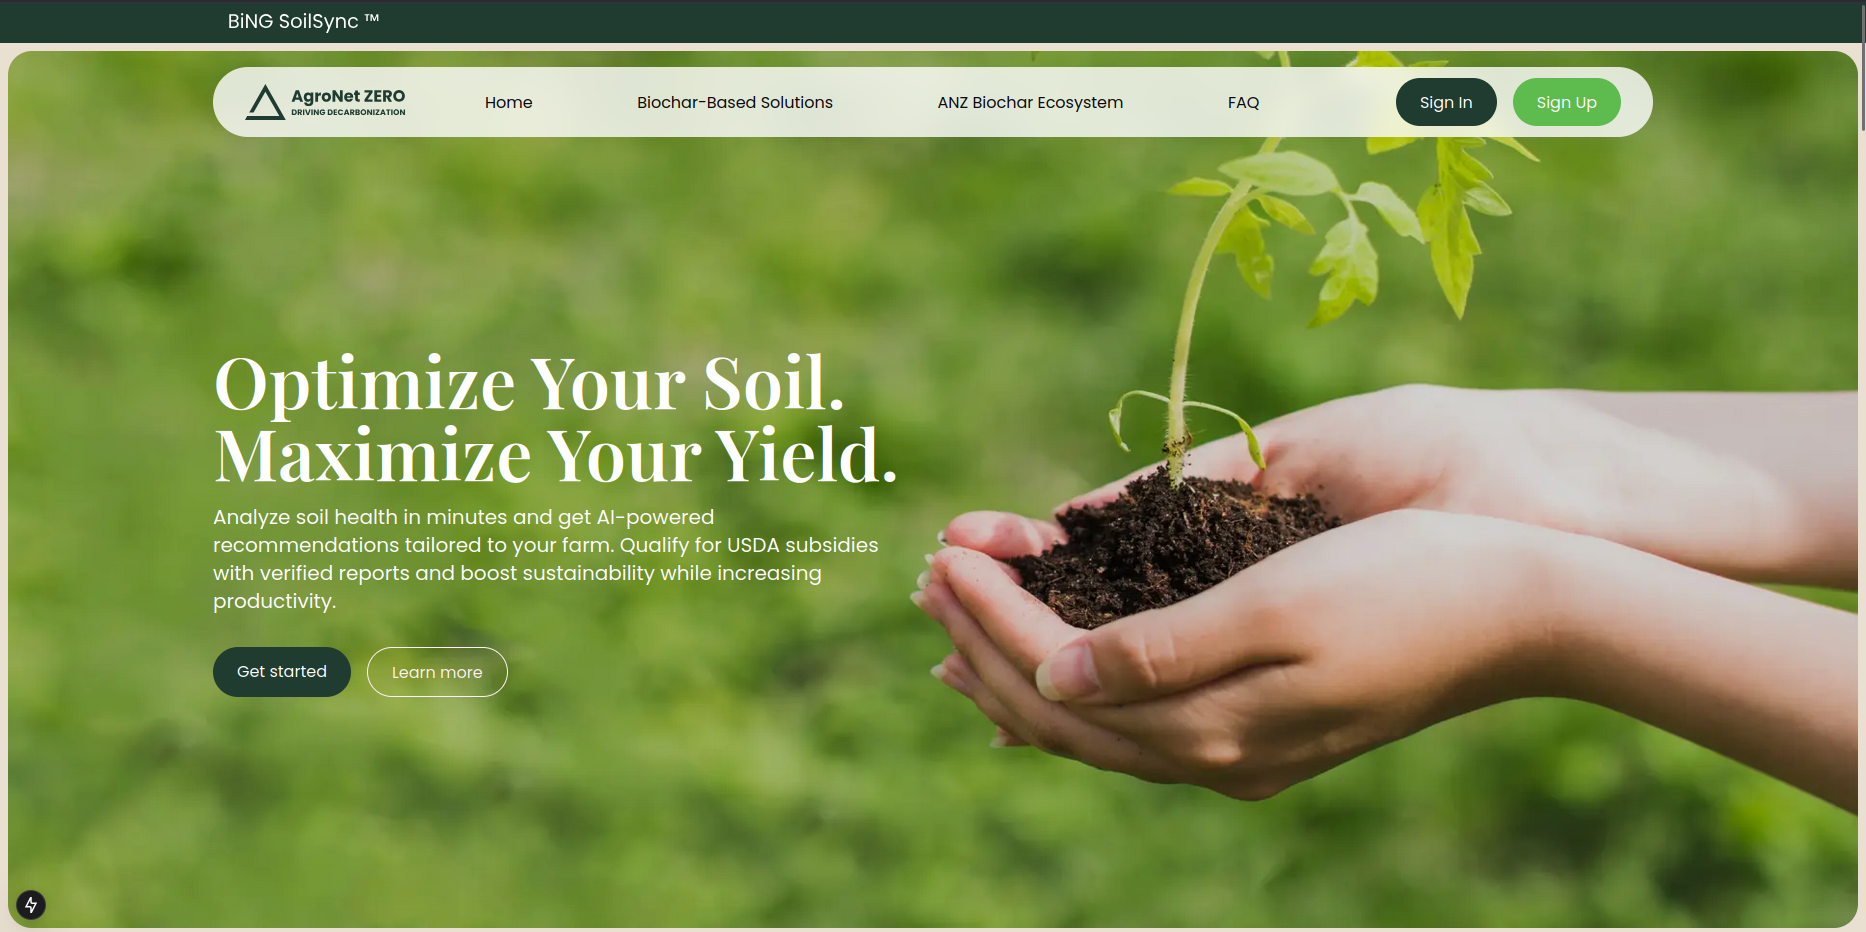 BiNG SoilSync ™
AgroNet ZERO
DRIVING DECARBONIZATION
Home
Biochar-Based Solutions
ANZ Biochar Ecosystem
FAQ
Sign In
Sign Up
Optimize Your Soil.
Maximize Your Yield.
Analyze soil health in minutes and get AI-powered
recommendations tailored to your farm. Qualify for USDA subsidies
with verified reports and boost sustainability while increasing
productivity.
Get started
Learn more